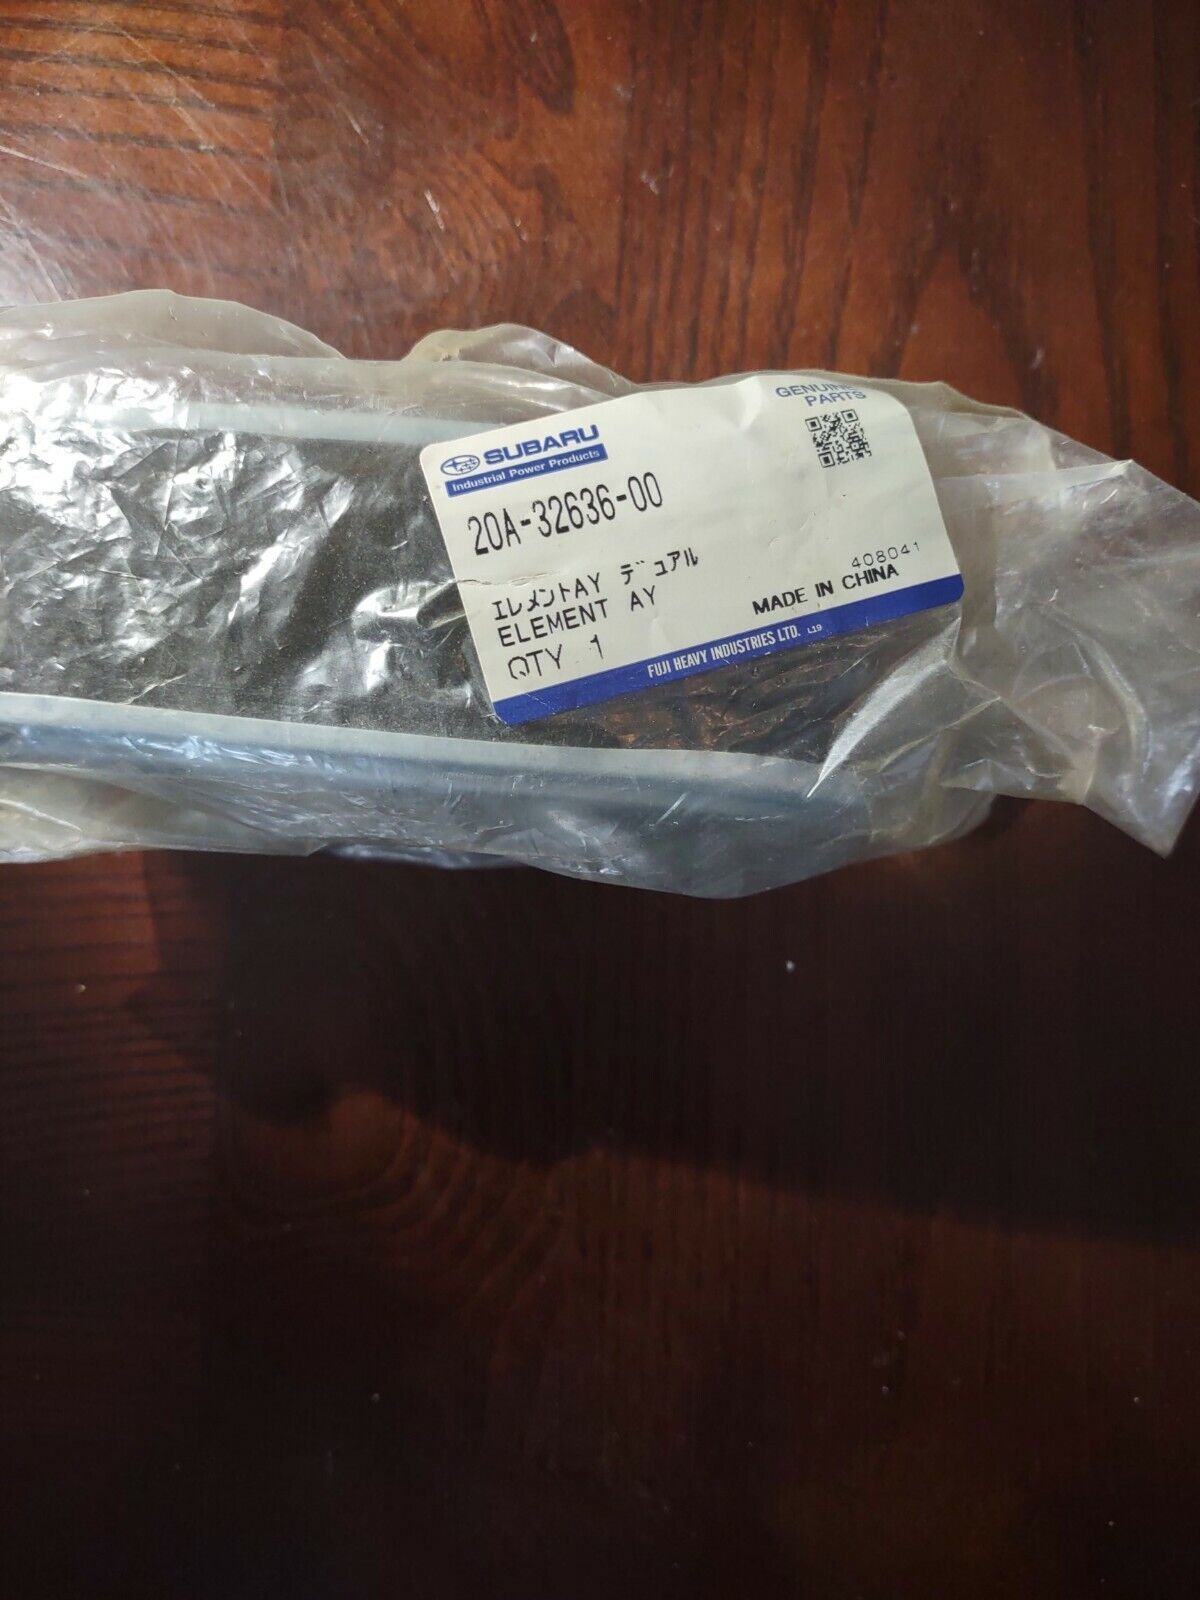 GENUINE
PARTS
SUBARU
Industrial Power Products
20A-32636-00
エレメントAY デュアル
ELEMENT AY
QTY 1
408041
MADE IN CHINA
FUJI HEAVY INDUSTRIES LTD. L19